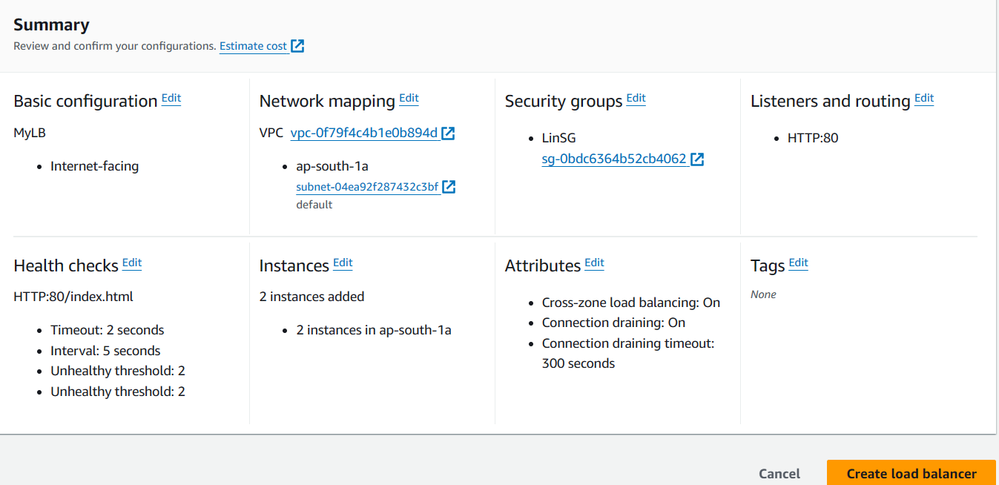 Summary
Review and confirm your configurations. Estimate cost
Basic configuration Edit
MyLB
Internet-facing
Network mapping Edit
VPC vpc-0f79f4c4b1e0b894d
ap-south-1a
subnet-04ea92f287432c3bf
default
Security groups Edit
LinSG
sg-0bdc6364b52cb4062
Listeners and routing Edit
HTTP:80
Health checks Edit
HTTP:80/index.html
Timeout: 2 seconds
Interval: 5 seconds
Unhealthy threshold: 2
Unhealthy threshold: 2
Instances Edit
2 instances added
2 instances in ap-south-1a
Attributes Edit
Cross-zone load balancing: On
Connection draining: On
Connection draining timeout:
300 seconds
Tags Edit
None
Cancel
Create load balancer